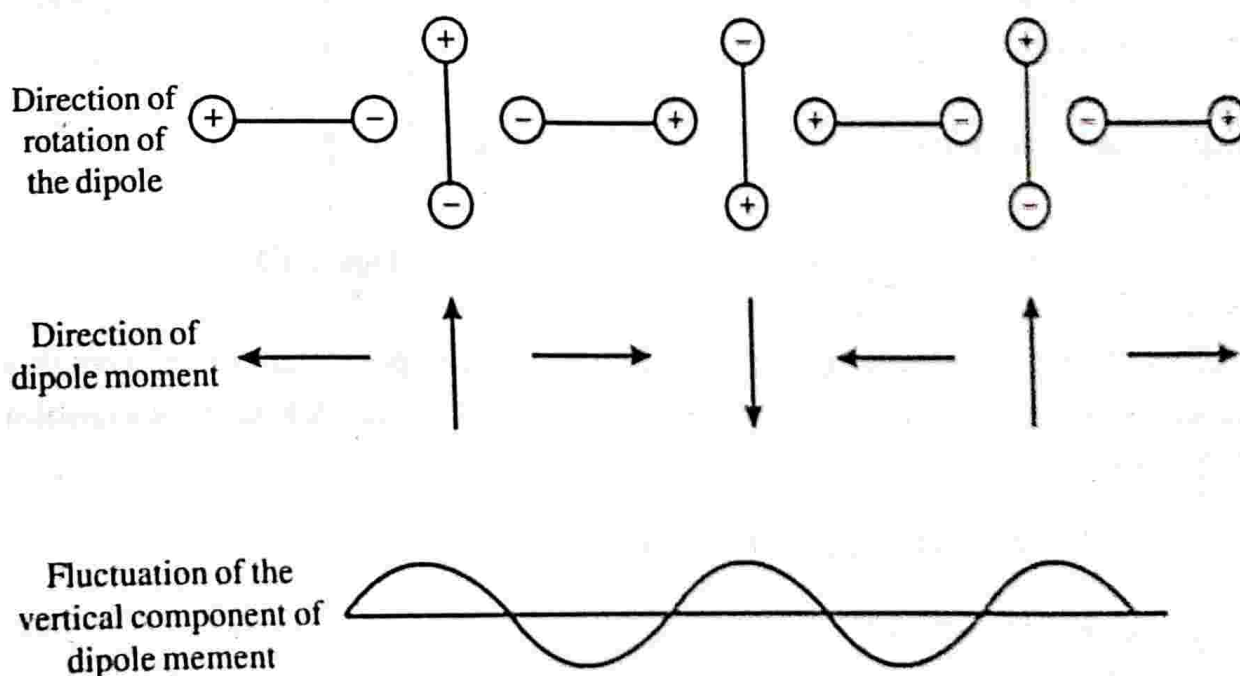 + − + − − + − + + − + − − +
Direction of
rotation of
the dipole
Direction of
dipole moment
Fluctuation of the
vertical component of
dipole mement